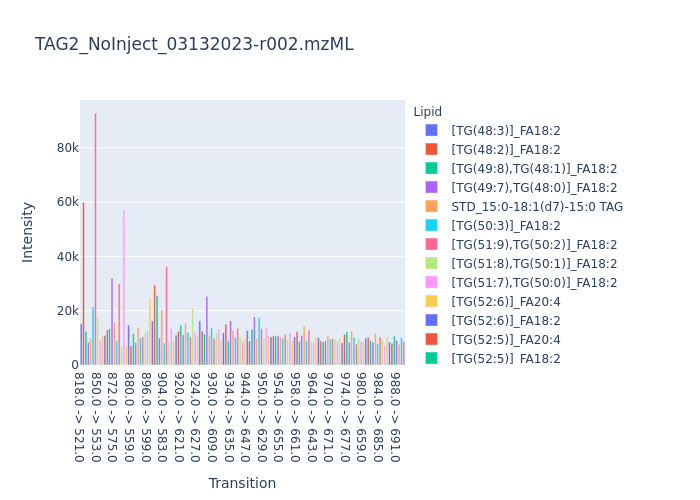 TAG2_NoInject_03132023-r002.mzML
Lipid
[TG(48:3)]_FA18:2
[TG(48:2)]_FA18:2
[TG(49:8),TG(48:1)]_FA18:2
[TG(49:7),TG(48:0)]_FA18:2
STD_15:0-18:1(d7)-15:0 TAG
[TG(50:3)]_FA18:2
[TG(51:9),TG(50:2)]_FA18:2
[TG(51:8),TG(50:1)]_FA18:2
[TG(51:7),TG(50:0)]_FA18:2
[TG(52:6)]_FA20:4
[TG(52:6)]_FA18:2
[TG(52:5)]_FA20:4
[TG(52:5)]_FA18:2
Intensity
80k
60k
40k
20k
0
818.0 -> 521.0
850.0 -> 553.0
872.0 -> 575.0
880.0 -> 559.0
896.0 -> 599.0
904.0 -> 583.0
920.0 -> 621.0
924.0 -> 627.0
930.0 -> 609.0
934.0 -> 635.0
944.0 -> 647.0
950.0 -> 629.0
954.0 -> 655.0
958.0 -> 661.0
964.0 -> 643.0
970.0 -> 671.0
974.0 -> 677.0
980.0 -> 659.0
984.0 -> 685.0
988.0 -> 691.0
Transition